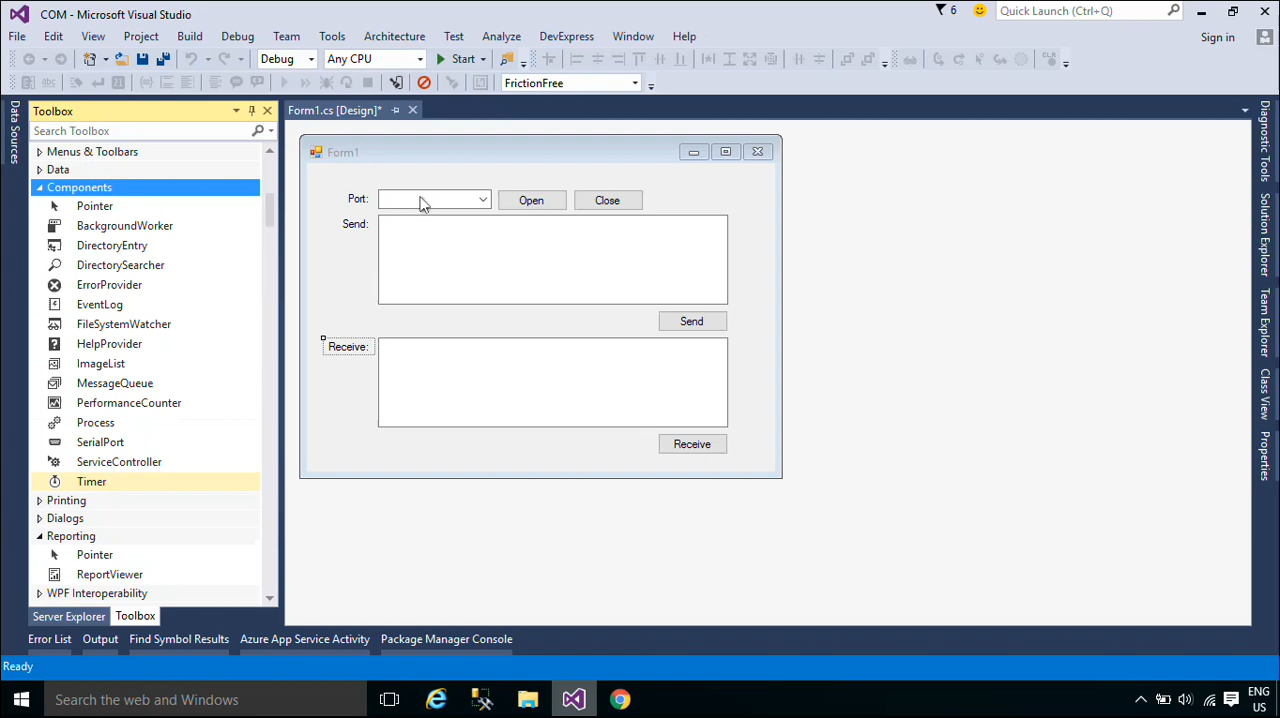 COM - Microsoft Visual Studio
6
Quick Launch (Ctrl+Q)
File Edit View Project Build Debug Team Tools Architecture Test Analyze DevExpress Window Help
Sign in
Debug Any CPU Start
FrictionFree
Data Sources
Toolbox
Search Toolbox
Menus & Toolbars
Data
Components
Pointer
BackgroundWorker
DirectoryEntry
DirectorySearcher
ErrorProvider
EventLog
FileSystemWatcher
HelpProvider
ImageList
MessageQueue
PerformanceCounter
Process
SerialPort
ServiceController
Timer
Printing
Dialogs
Reporting
Pointer
ReportViewer
WPF Interoperability
Server Explorer Toolbox
Form1.cs [Design]*
Form1
Port: Open Close
Send:
Send
Receive:
Receive
Diagnostic Tools
Solution Explorer
Team Explorer
Class View
Properties
Error List Output Find Symbol Results Azure App Service Activity Package Manager Console
Ready
Search the web and Windows
ENG
US